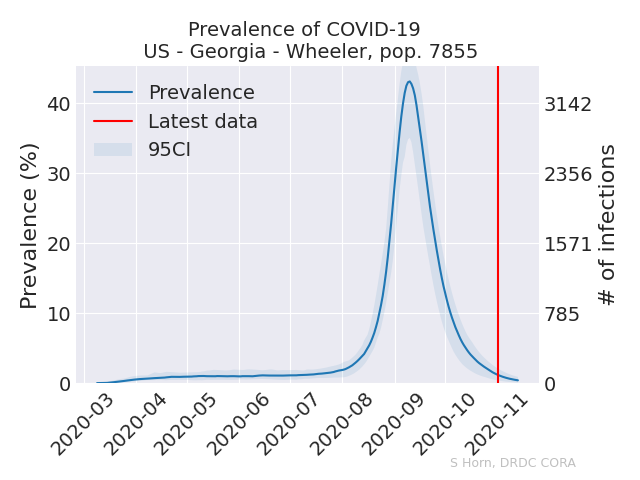 Prevalence of COVID-19
US - Georgia - Wheeler, pop. 7855
Prevalence
Latest data
95CI
Prevalence (%)
40
30
20
10
0
3142
2356
1571
785
0
# of infections
2020-03
2020-04
2020-05
2020-06
2020-07
2020-08
2020-09
2020-10
2020-11
S Horn, DRDC CORA